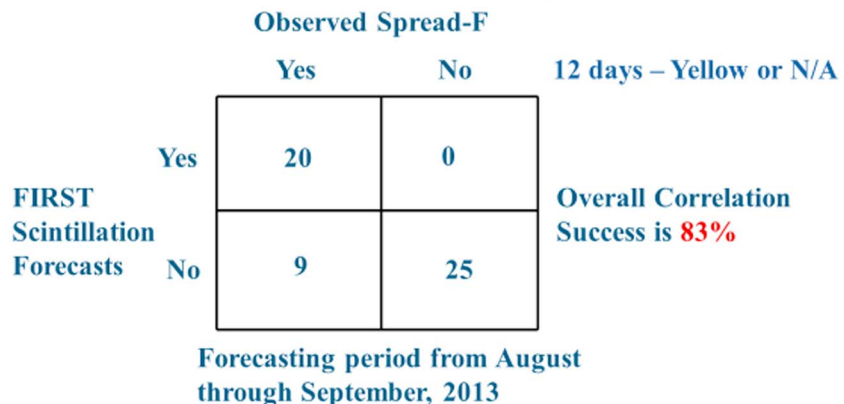 Observed Spread-F
Yes No 12 days – Yellow or N/A
Yes 20 0
FIRST
Scintillation
Forecasts
Overall Correlation
Success is 83%
No 9 25
Forecasting period from August
through September, 2013